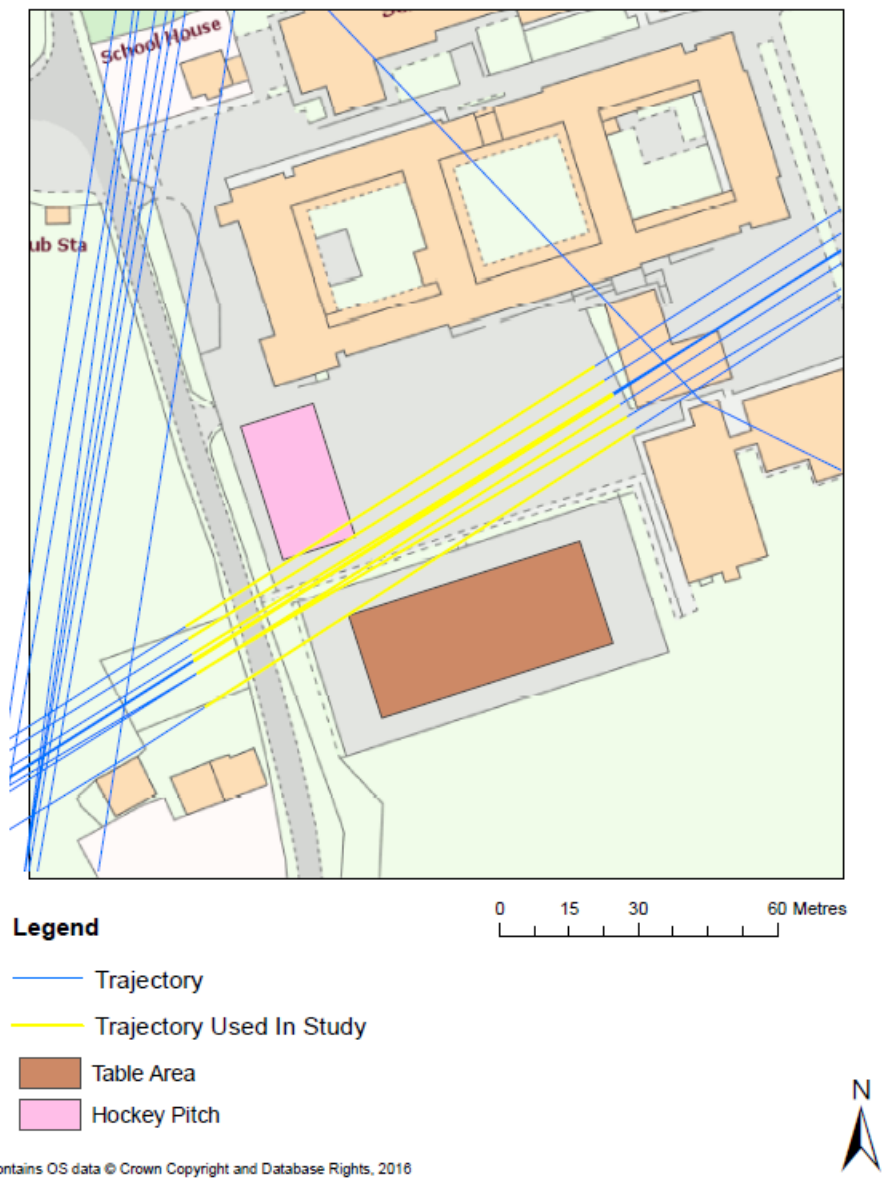 School House
ub Sta
0 15 30 60 Metres
Legend
Trajectory
Trajectory Used In Study
Table Area
Hockey Pitch
N
ontains OS data © Crown Copyright and Database Rights, 2016